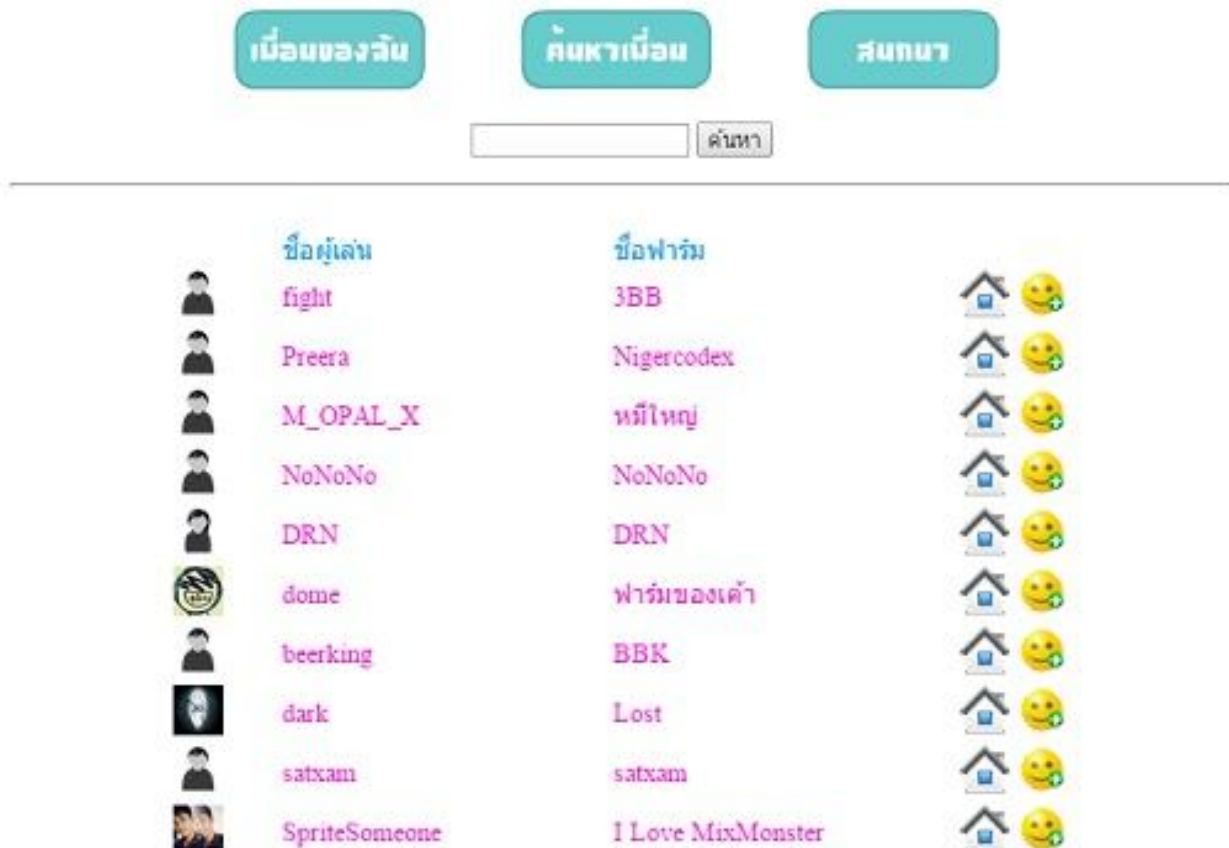 เพื่อนของฉัน ค้นหาเพื่อน สนทนา
ค้นหา
ชื่อผู้เล่น ชื่อฟาร์ม
fight 3BB
Preera Nigercodex
M_OPAL_X หมีใหญ่
NoNoNo NoNoNo
DRN DRN
dome ฟาร์มของเค้า
beerking BBK
dark Lost
satxam satxam
SpriteSomeone I Love MixMonster